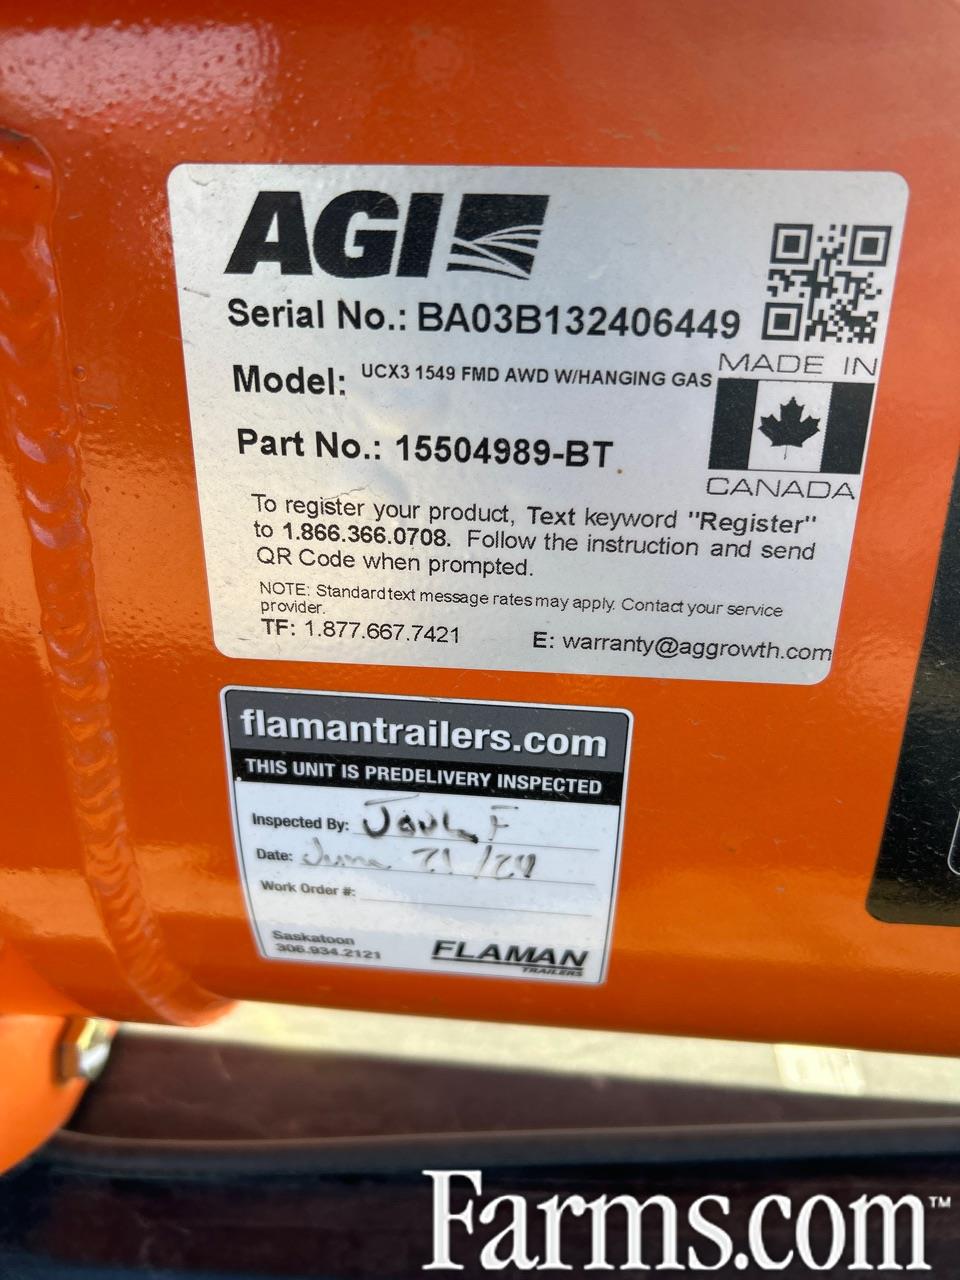 AGI
Serial No.: BA03B132406449
Model: UCX3 1549 FMD AWD W/HANGING GAS
MADE IN
CANADA
Part No.: 15504989-BT
To register your product, Text keyword "Register"
to 1.866.366.0708. Follow the instruction and send
QR Code when prompted.
NOTE: Standard text message rates may apply. Contact your service
provider.
TF: 1.877.667.7421 E: warranty@aggrowth.com
flamantrailers.com
THIS UNIT IS PREDELIVERY INSPECTED
Inspected By: F
Date: June 21/24
Work Order #:
Saskatoon
306.934.2121
FLAMAN
TRAILERS
Farms.com™